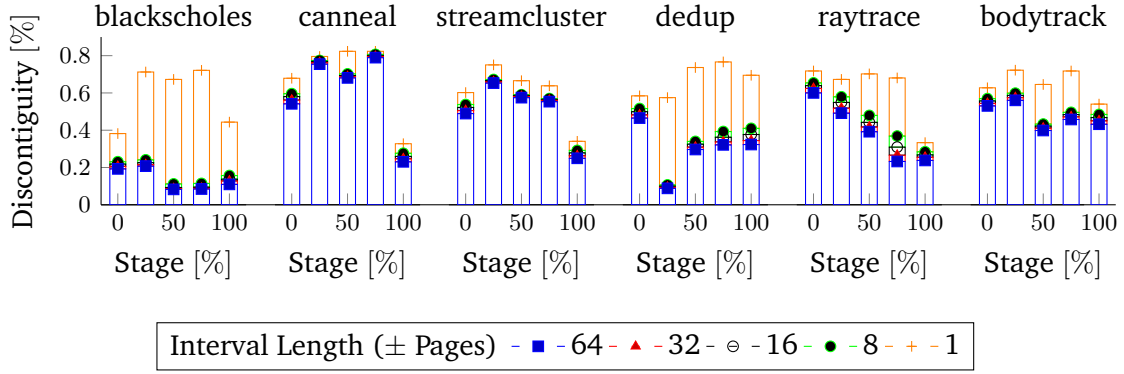 blackscholes canneal streamcluster dedup raytrace bodytrack
Discontiguity [%]
0.8
0.6
0.4
0.2
0
0 50 100 0 50 100 0 50 100 0 50 100 0 50 100 0 50 100
Stage [%] Stage [%] Stage [%] Stage [%] Stage [%] Stage [%]
Interval Length (± Pages) 64 32 16 8 1